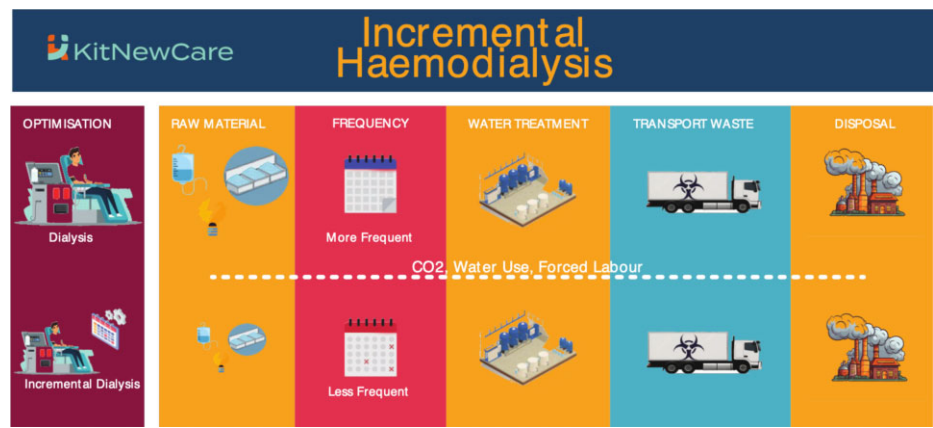 KitNewCare
Incremental
Haemodialysis
OPTIMISATION
RAW MATERIAL
FREQUENCY
WATER TREATMENT
TRANSPORT WASTE
DISPOSAL
Dialysis
More Frequent
CO2, Water Use, Forced Labour
Incremental Dialysis
Less Frequent